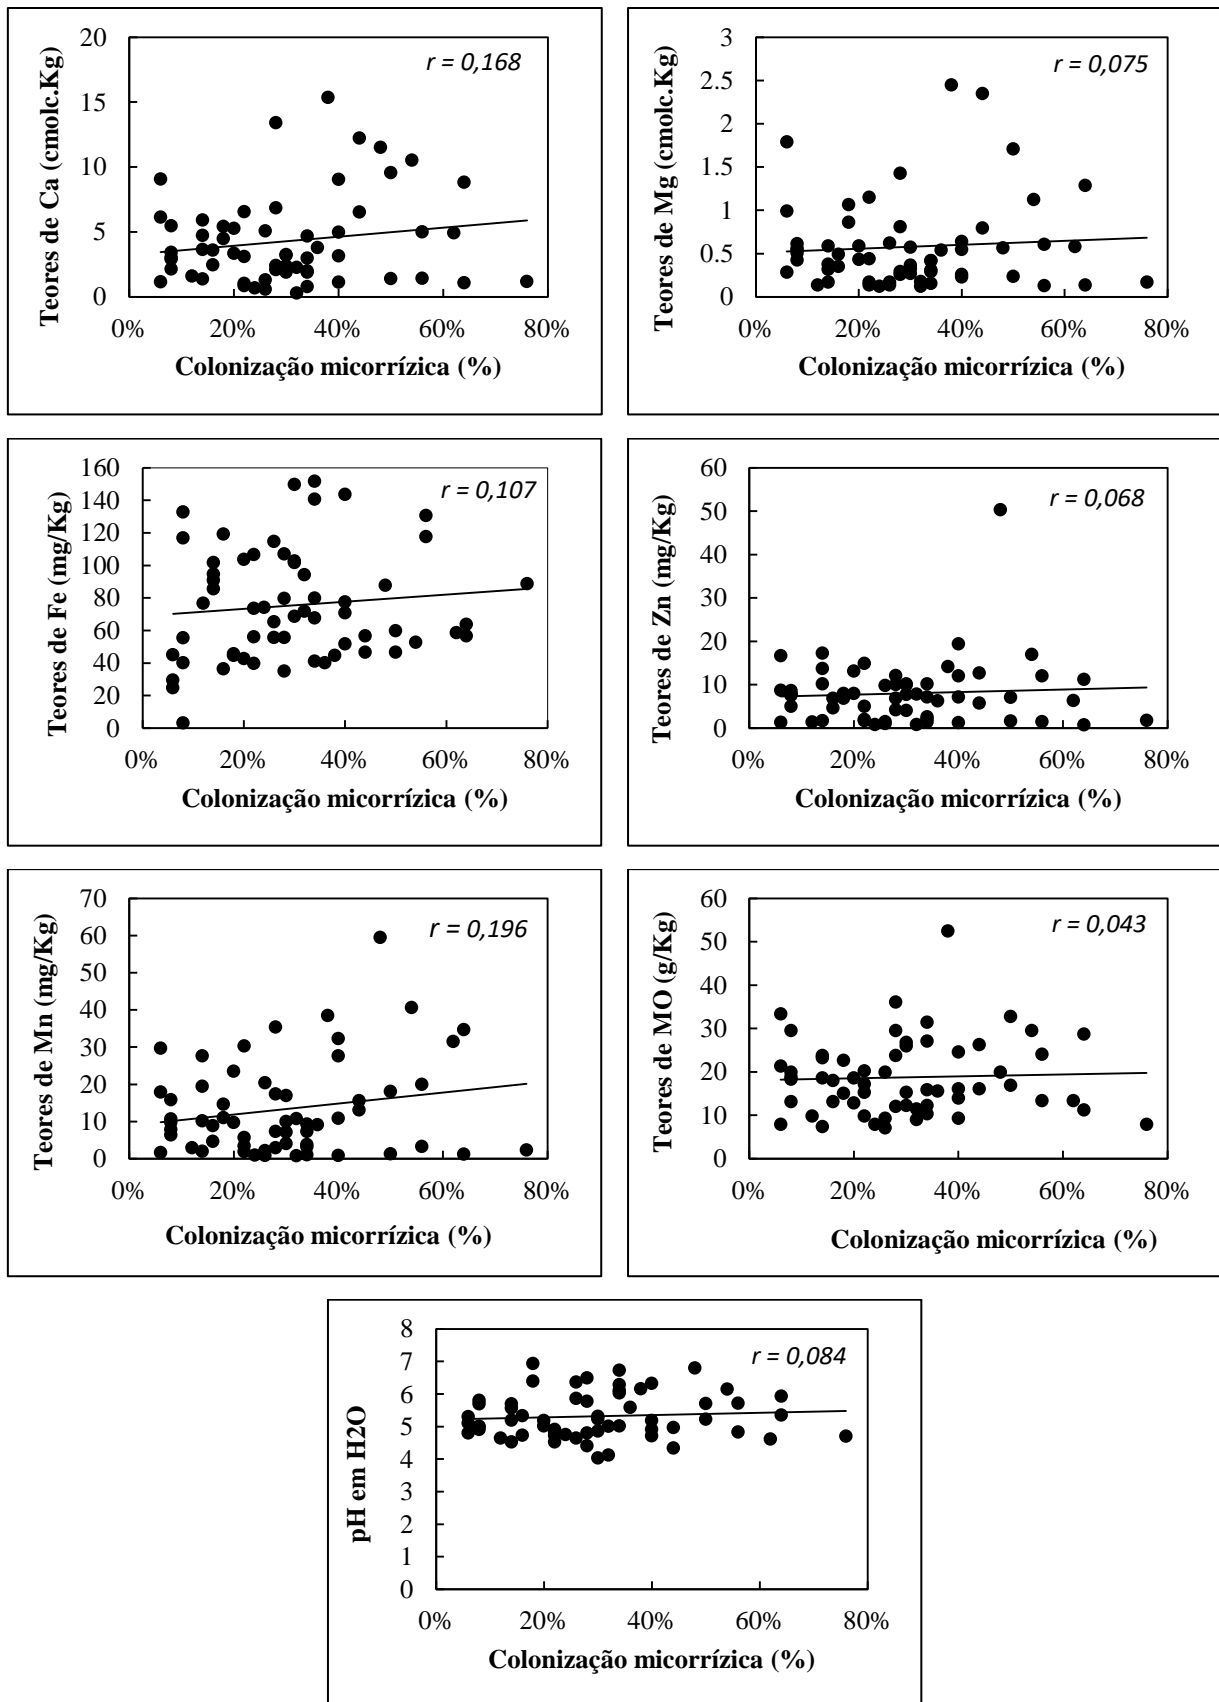 r = 0,168
Teores de Ca (cmolc.Kg)
20
15
10
5
0
0% 20% 40% 60% 80%
Colonização micorrízica (%)
r = 0,075
Teores de Mg (cmolc.Kg)
3
2.5
2
1.5
1
0.5
0
0% 20% 40% 60% 80%
Colonização micorrízica (%)
r = 0,107
Teores de Fe (mg/Kg)
160
140
120
100
80
60
40
20
0
0% 20% 40% 60% 80%
Colonização micorrízica (%)
r = 0,068
Teores de Zn (mg/Kg)
60
50
40
30
20
10
0
0% 20% 40% 60% 80%
Colonização micorrízica (%)
r = 0,196
Teores de Mn (mg/Kg)
70
60
50
40
30
20
10
0
0% 20% 40% 60% 80%
Colonização micorrízica (%)
r = 0,043
Teores de MO (g/Kg)
60
50
40
30
20
10
0
0% 20% 40% 60% 80%
Colonização micorrízica (%)
r = 0,084
pH em H2O
8
7
6
5
4
3
2
1
0
0% 20% 40% 60% 80%
Colonização micorrízica (%)